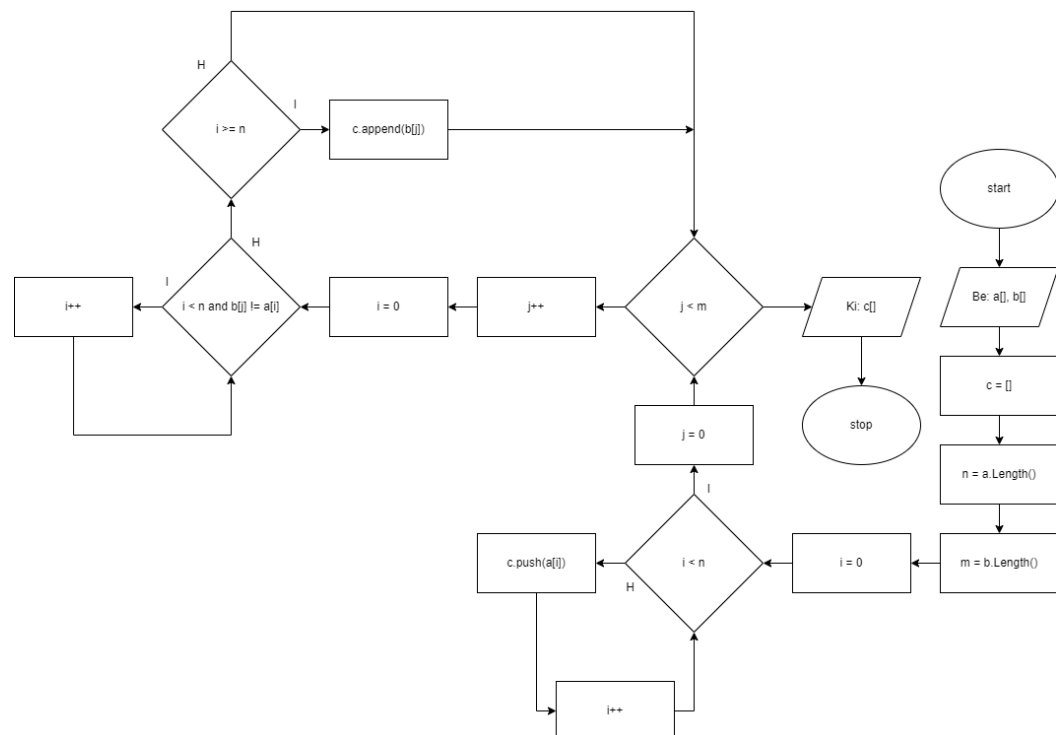 start
Be: a[], b[]
c = []
n = a.Length()
m = b.Length()
i = 0
i < n
H
I
c.push(a[i])
i++
j = 0
j < m
Ki: c[]
stop
j++
i = 0
i < n and b[j] != a[i]
I
H
i++
i >= n
H
I
c.append(b[j])